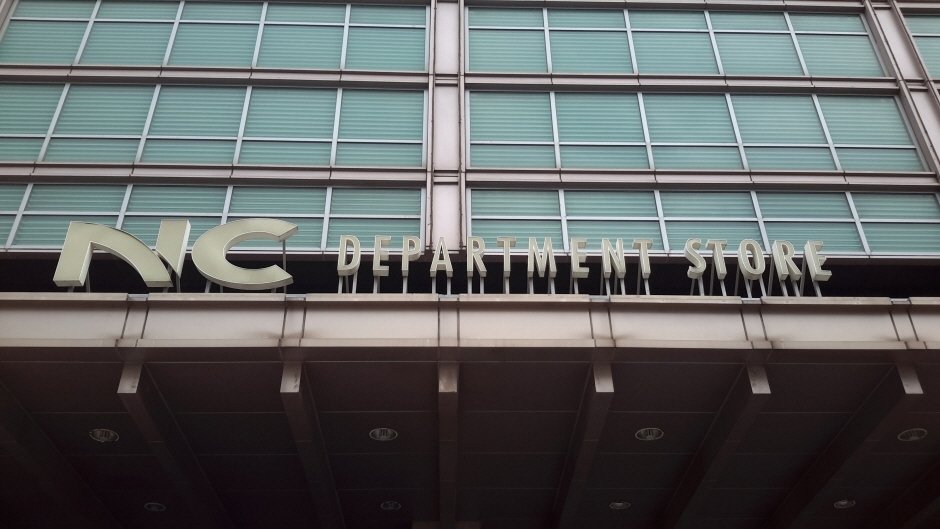 NC DEPARTMENT STORE